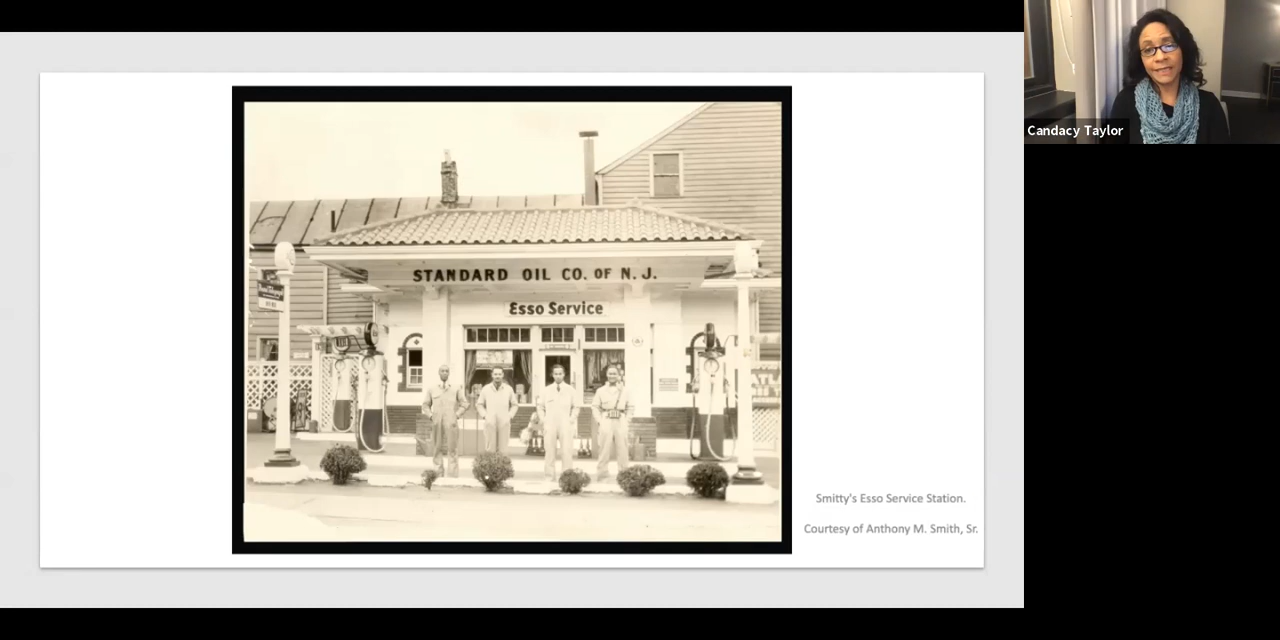 STANDARD OIL CO. OF N. J.
Esso Service
Smitty's Esso Service Station.
Courtesy of Anthony M. Smith, Sr.
Candacy Taylor